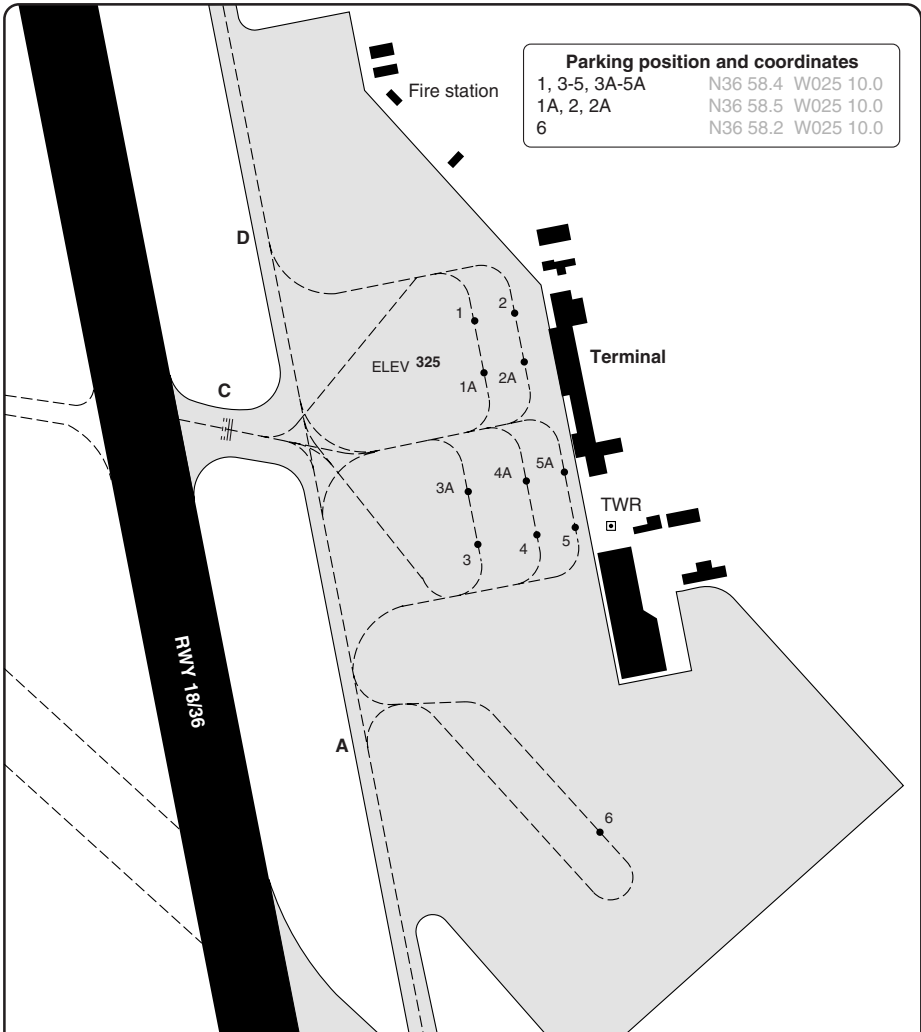 Parking position and coordinates
1, 3-5, 3A-5A N36 58.4 W025 10.0
1A, 2, 2A N36 58.5 W025 10.0
6 N36 58.2 W025 10.0
Fire station
D
1
2
ELEV 325
Terminal
1A
2A
C
3A
4A
5A
TWR
3
4
5
RWY 18/36
A
6